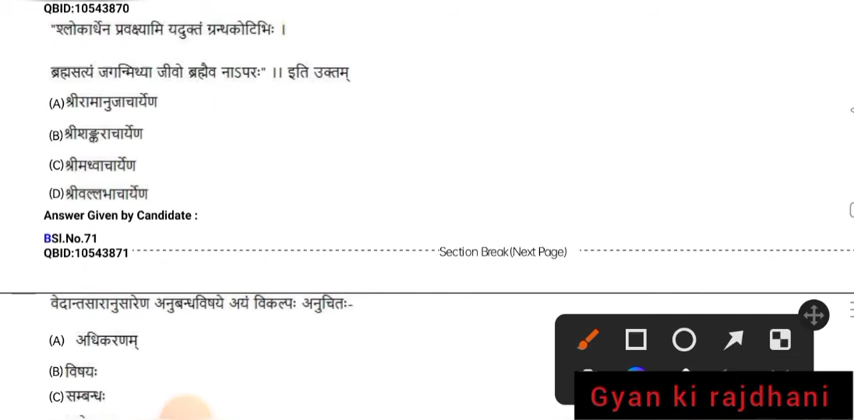 QBID:10543870
"श्लोकार्धेन प्रवक्ष्यामि यदुक्तं ग्रन्थकोटिभिः ।
ब्रह्मसत्यं जगन्मिथ्या जीवो ब्रह्मैव नाऽपरः" ।। इति उक्तम्
(A) श्रीरामानुजाचार्येण
(B) श्रीशङ्कराचार्येण
(C) श्रीमध्वाचार्येण
(D) श्रीवल्लभाचार्येण
Answer Given by Candidate :
BSl.No.71
QBID:10543871
Section Break(Next Page)
वेदान्तसारानुसारेण अनुबन्धविषये अयं विकल्पः अनुचितः-
(A) अधिकरणम्
(B) विषयः
(C) सम्बन्धः
Gyan ki rajdhani